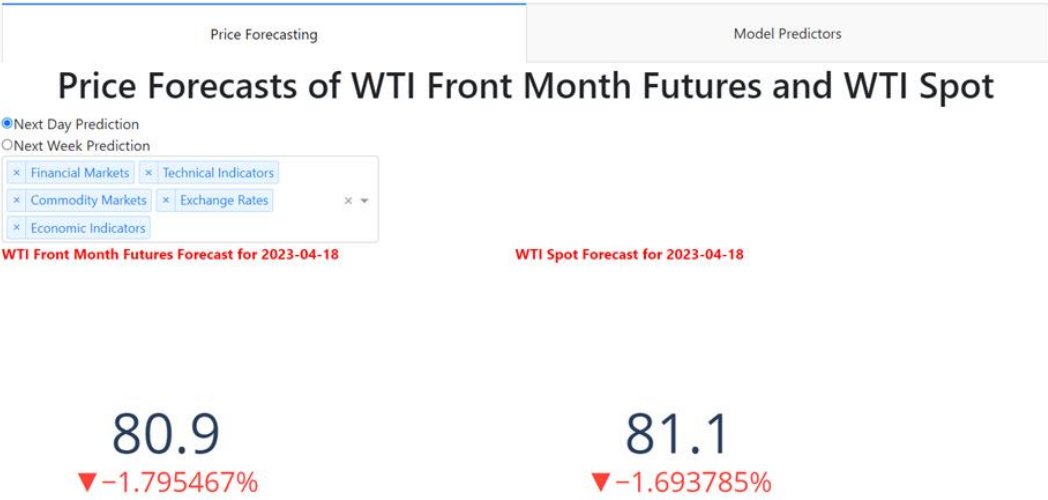 Price Forecasting
Model Predictors
Price Forecasts of WTI Front Month Futures and WTI Spot
Next Day Prediction
Next Week Prediction
× Financial Markets × Technical Indicators
× Commodity Markets × Exchange Rates ×
× Economic Indicators
WTI Front Month Futures Forecast for 2023-04-18
WTI Spot Forecast for 2023-04-18
80.9
▼−1.795467%
81.1
▼−1.693785%